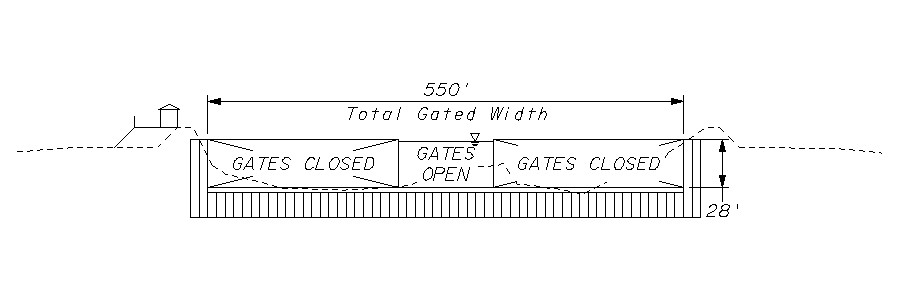 550'
Total Gated Width
GATES CLOSED
GATES
OPEN
GATES CLOSED
28'